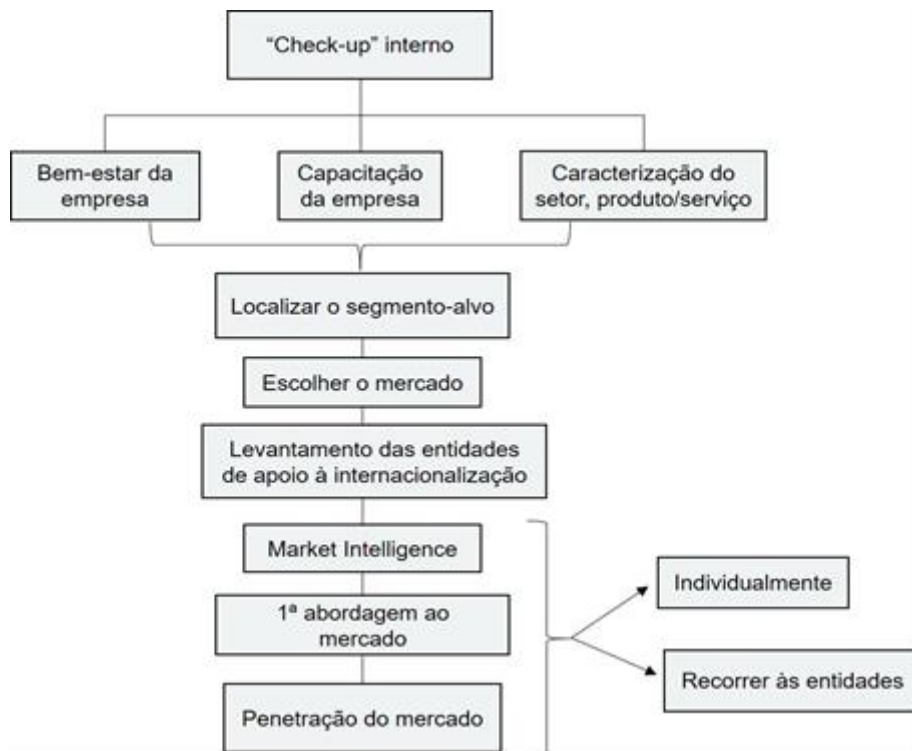 “Check-up” interno
Bem-estar da
empresa
Capacitação
da empresa
Caracterização do
setor, produto/serviço
Localizar o segmento-alvo
Escolher o mercado
Levantamento das entidades
de apoio à internacionalização
Market Intelligence
1ª abordagem ao
mercado
Penetração do mercado
Individualmente
Recorrer às entidades